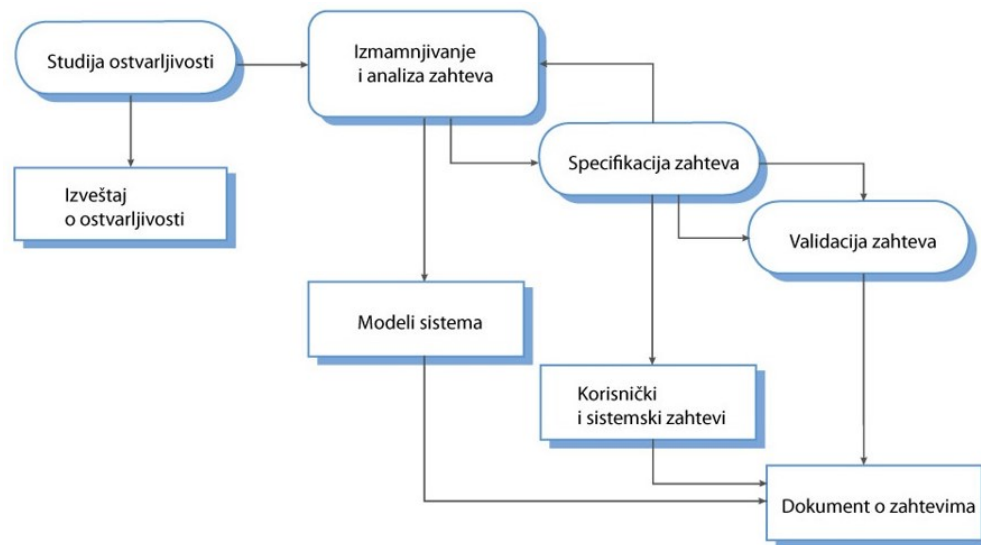 Studija ostvarljivosti
Izmamnjivanje
i analiza zahteva
Specifikacija zahteva
Izveštaj
o ostvarljivosti
Validacija zahteva
Modeli sistema
Korisnički
i sistemski zahtevi
Dokument o zahtevima